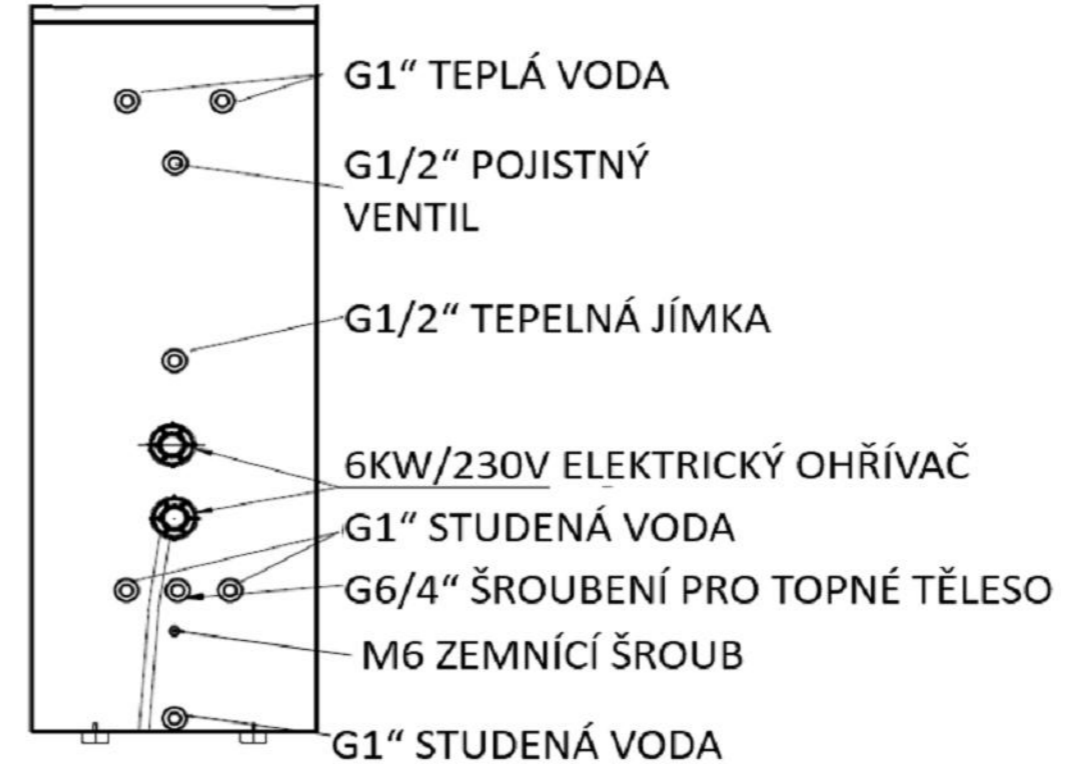 G1“ TEPLÁ VODA
G1/2“ POJISTNÝ
VENTIL
G1/2“ TEPELNÁ JÍMKA
6KW/230V ELEKTRICKÝ OHŘÍVAČ
G1“ STUDENÁ VODA
G6/4“ ŠROUBENÍ PRO TOPNÉ TĚLESO
M6 ZEMNÍCÍ ŠROUB
G1“ STUDENÁ VODA